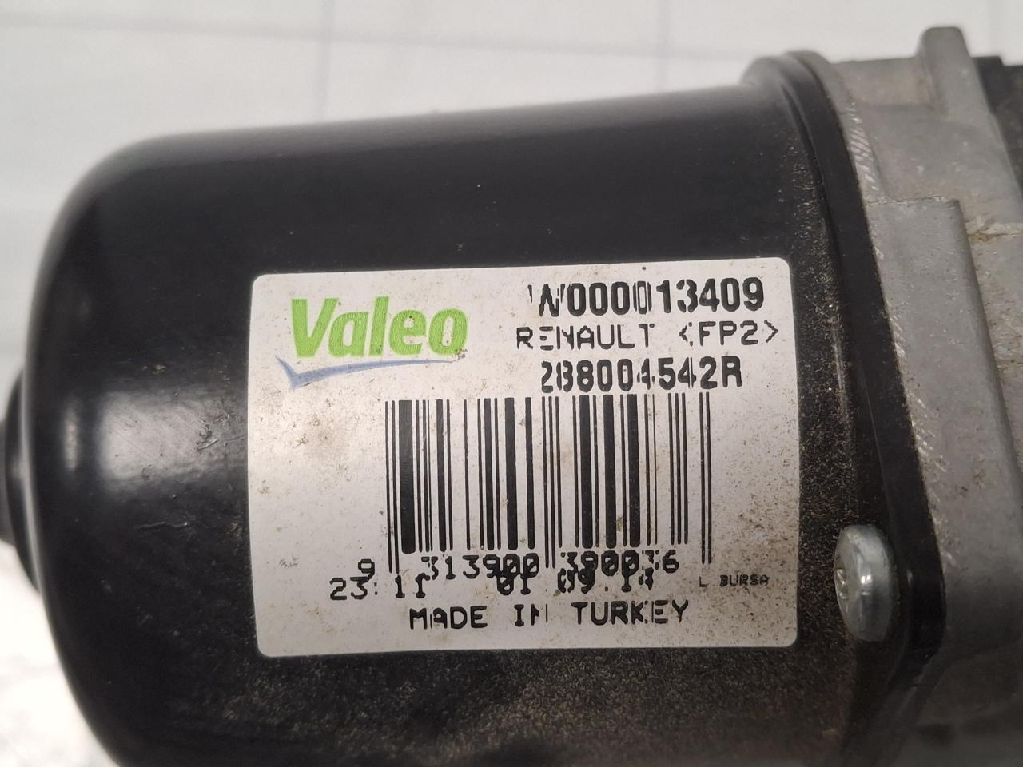 Valeo
W000013409
RENAULT <FP2>
288004542R
9 313900 390036
23:11 01 09.14 L BURSA
MADE IN TURKEY